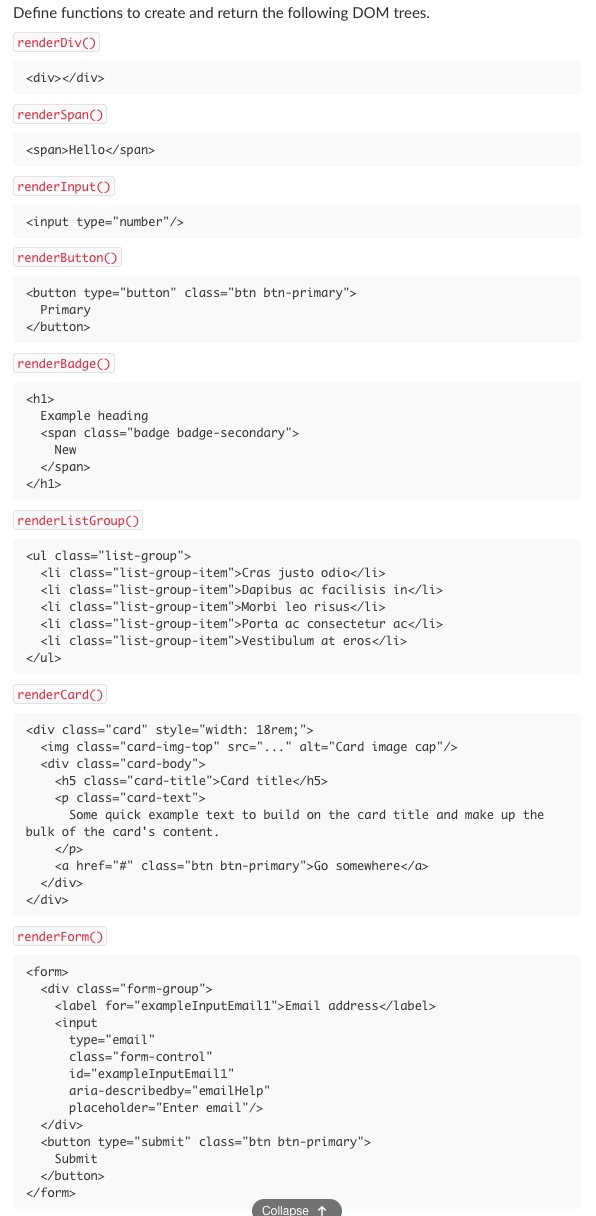 Define functions to create and return the following DOM trees.
renderDiv()
<div></div>
renderSpan()
<span>Hello</span>
renderInput()
<input type="number"/>
renderButton()
<button type="button" class="btn btn-primary">
  Primary
</button>
renderBadge()
<h1>
  Example heading
  <span class="badge badge-secondary">
    New
  </span>
</h1>
renderListGroup()
<ul class="list-group">
  <li class="list-group-item">Cras justo odio</li>
  <li class="list-group-item">Dapibus ac facilisis in</li>
  <li class="list-group-item">Morbi leo risus</li>
  <li class="list-group-item">Porta ac consectetur ac</li>
  <li class="list-group-item">Vestibulum at eros</li>
</ul>
renderCard()
<div class="card" style="width: 18rem;">
  <img class="card-img-top" src="..." alt="Card image cap"/>
  <div class="card-body">
    <h5 class="card-title">Card title</h5>
    <p class="card-text">
      Some quick example text to build on the card title and make up the
bulk of the card's content.
    </p>
    <a href="#" class="btn btn-primary">Go somewhere</a>
  </div>
</div>
renderForm()
<form>
  <div class="form-group">
    <label for="exampleInputEmail1">Email address</label>
    <input
      type="email"
      class="form-control"
      id="exampleInputEmail1"
      aria-describedby="emailHelp"
      placeholder="Enter email"/>
  </div>
  <button type="submit" class="btn btn-primary">
    Submit
  </button>
</form>
Collapse ↑